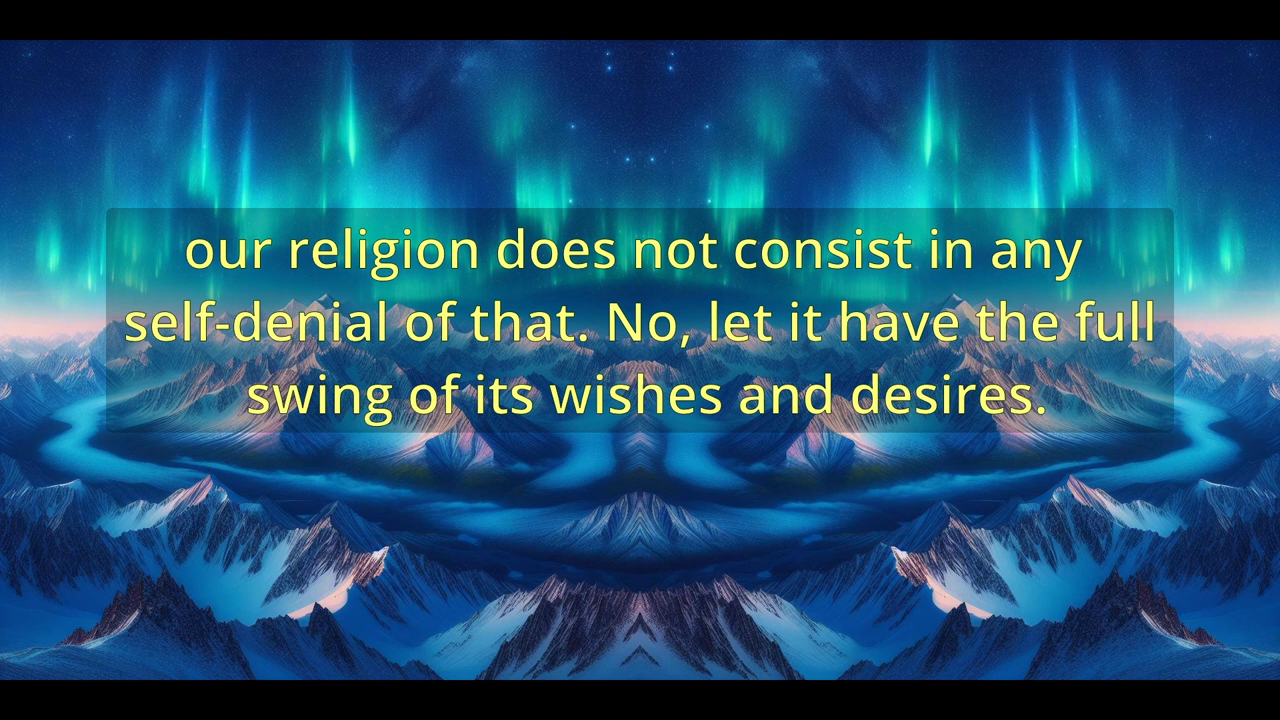 our religion does not consist in any
self-denial of that. No, let it have the full
swing of its wishes and desires.